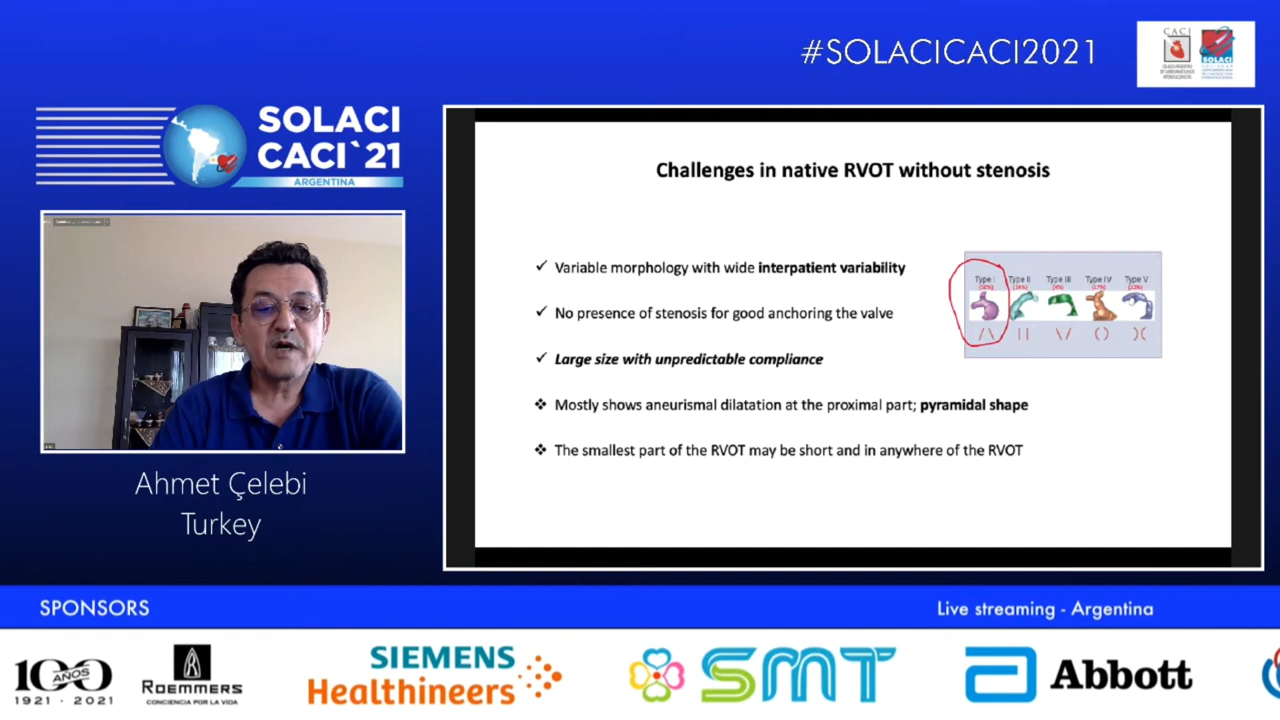 #SOLACICACI2021
CACI
SOLACI
SOLACI
CACI`21
ARGENTINA
Challenges in native RVOT without stenosis
✓ Variable morphology with wide interpatient variability
✓ No presence of stenosis for good anchoring the valve
✓ Large size with unpredictable compliance
❖ Mostly shows aneurismal dilatation at the proximal part; pyramidal shape
❖ The smallest part of the RVOT may be short and in anywhere of the RVOT
Type I Type II Type III Type IV Type V
Ahmet Çelebi
Turkey
SPONSORS
Live streaming - Argentina
100
AÑOS
1921 - 2021
ROEMMERS
CONCIENCIA POR LA VIDA
SIEMENS
Healthineers
SMT
Abbott